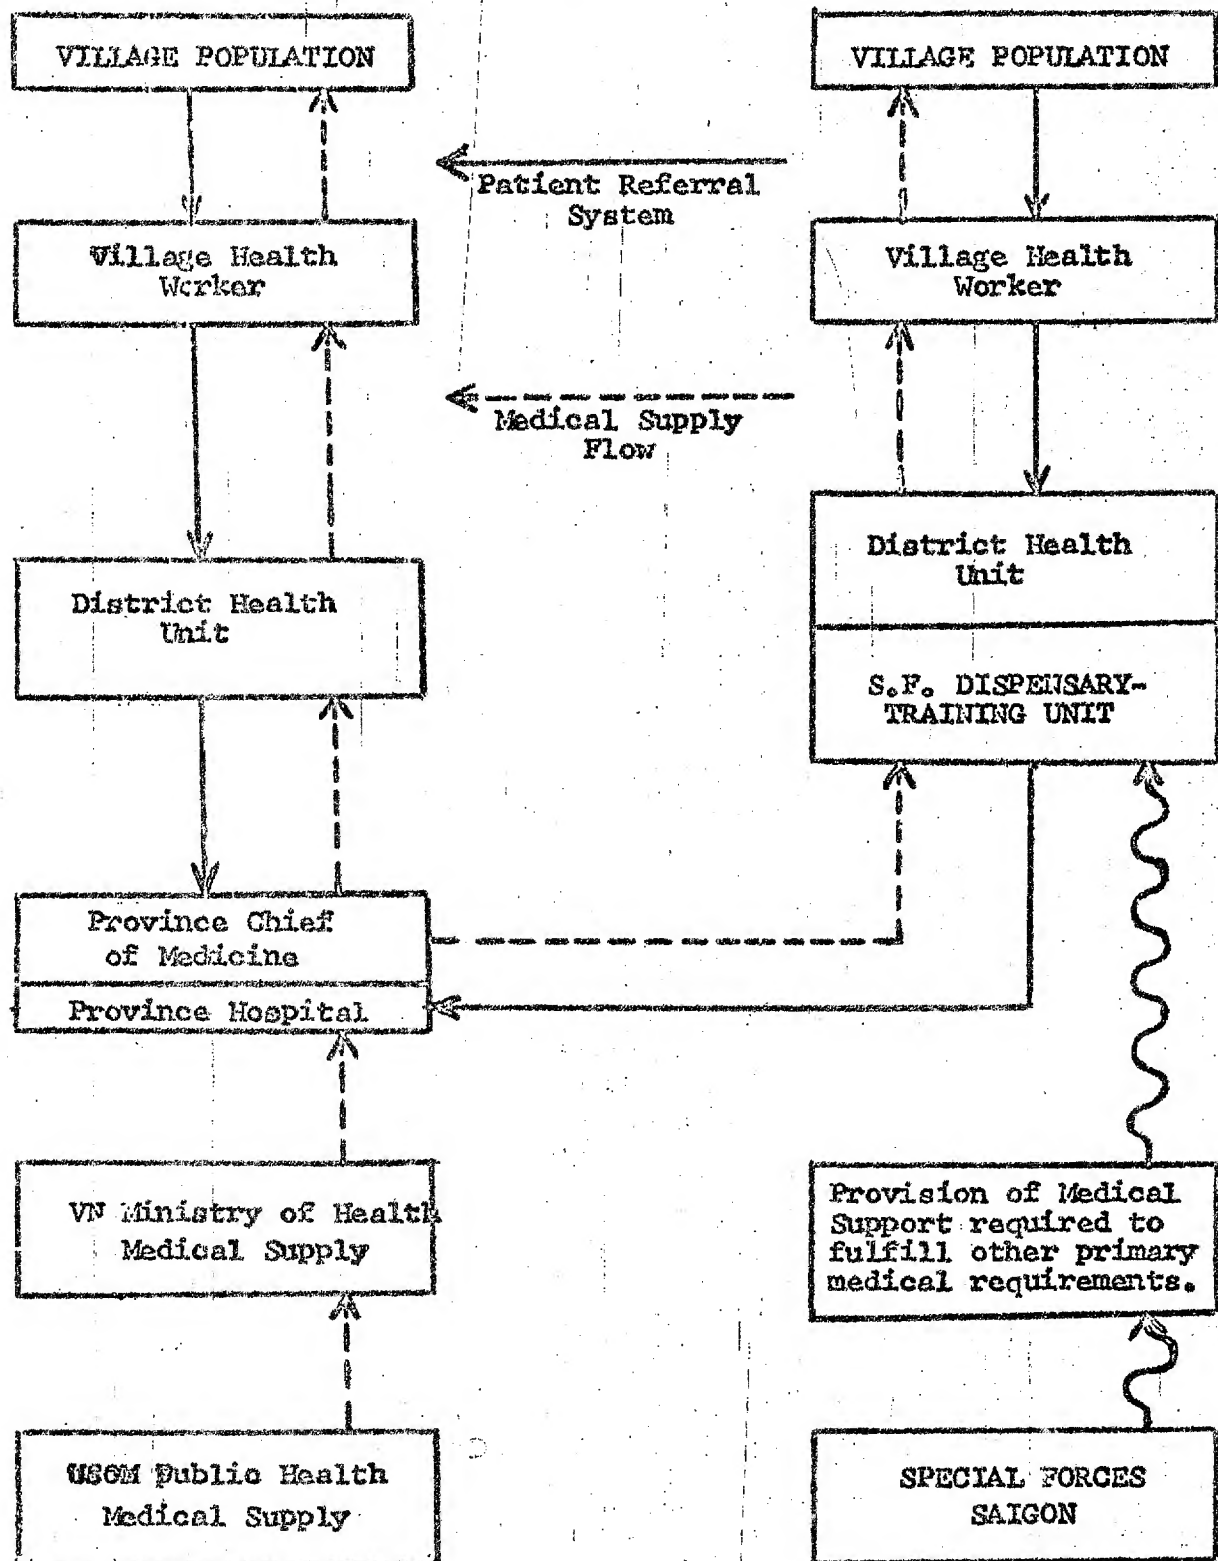 VILLAGE POPULATION
VILLAGE POPULATION
Patient Referral
System
Village Health
Worker
Village Health
Worker
Medical Supply
Flow
District Health
Unit
District Health
Unit
S.F. DISPENSARY-
TRAINING UNIT
Province Chief
of Medicine
Province Hospital
VN Ministry of Health
Medical Supply
Provision of Medical
Support required to
fulfill other primary
medical requirements.
USOM Public Health
Medical Supply
SPECIAL FORCES
SAIGON